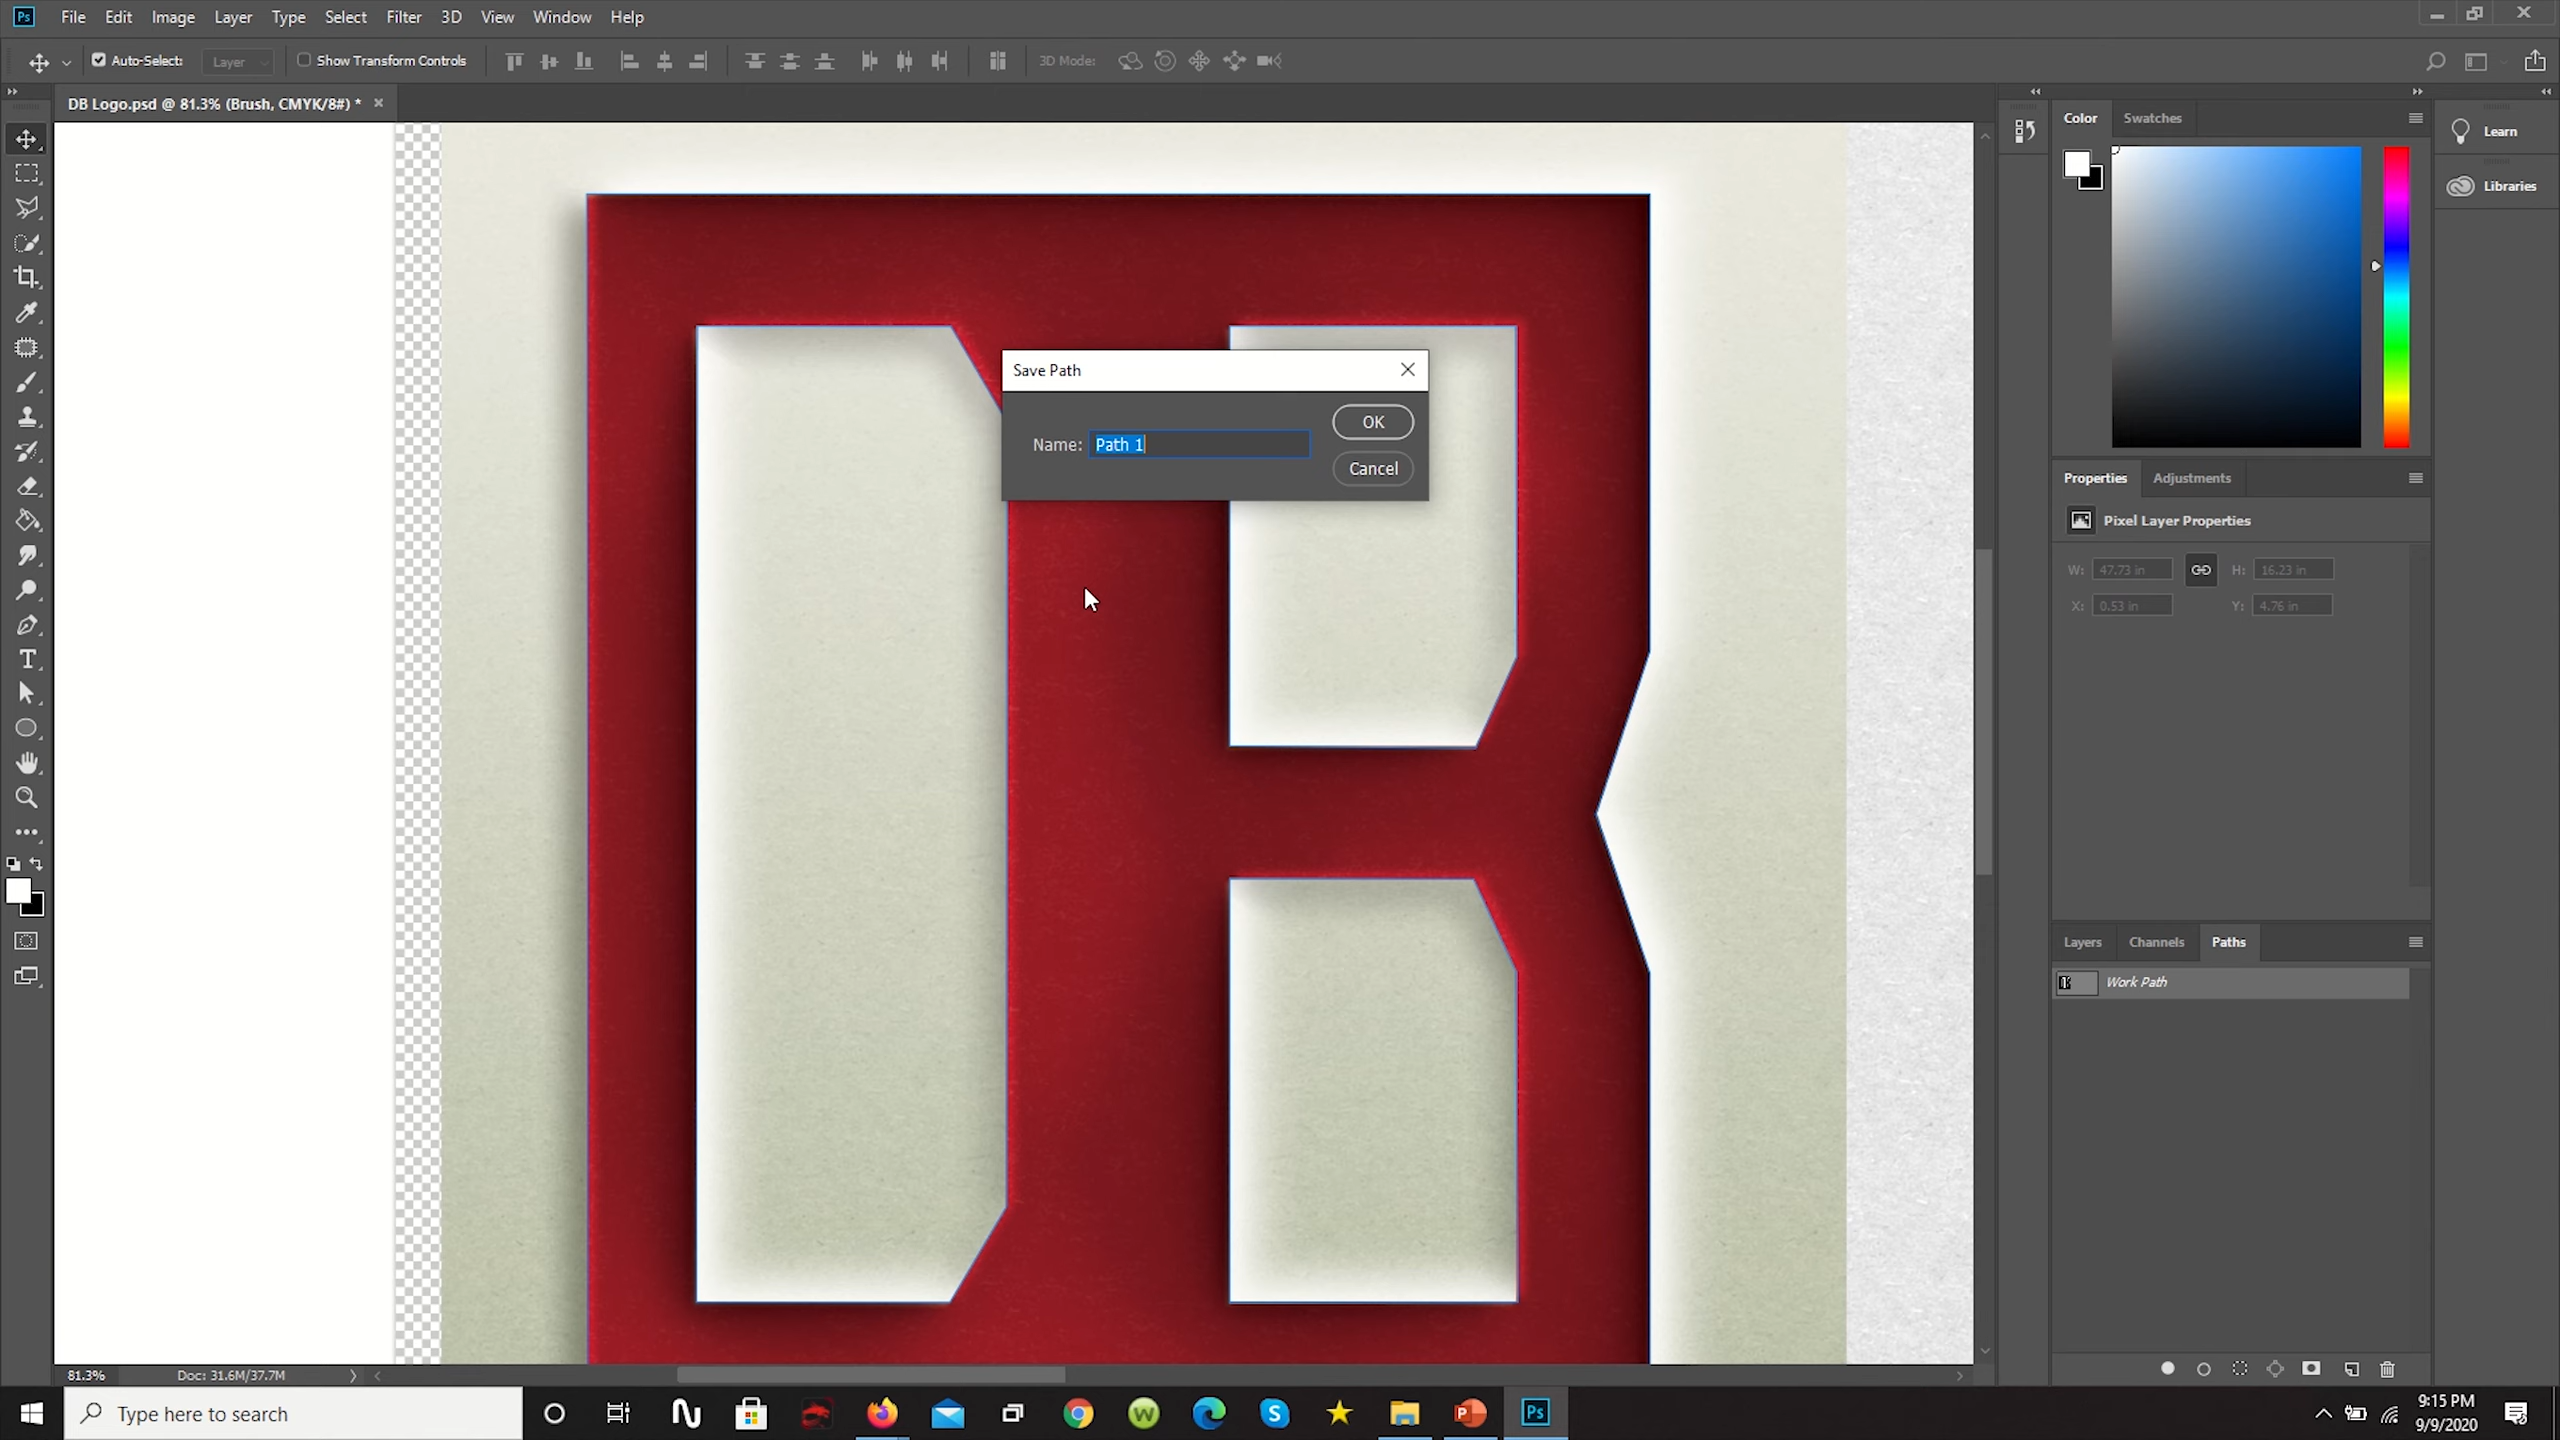 Ps File Edit Image Layer Type Select Filter 3D View Window Help
Auto-Select: Layer Show Transform Controls 3D Mode:
DB Logo.psd @ 81.3% (Brush, CMYK/8#) *
Color Swatches
Learn
Libraries
Save Path
Name: Path 1
OK
Cancel
Properties Adjustments
Pixel Layer Properties
W: 47.73 in H: 16.23 in
X: 0.53 in Y: 4.76 in
Layers Channels Paths
Work Path
81.3% Doc: 31.6M/37.7M
Type here to search
Ps
9:15 PM
9/9/2020